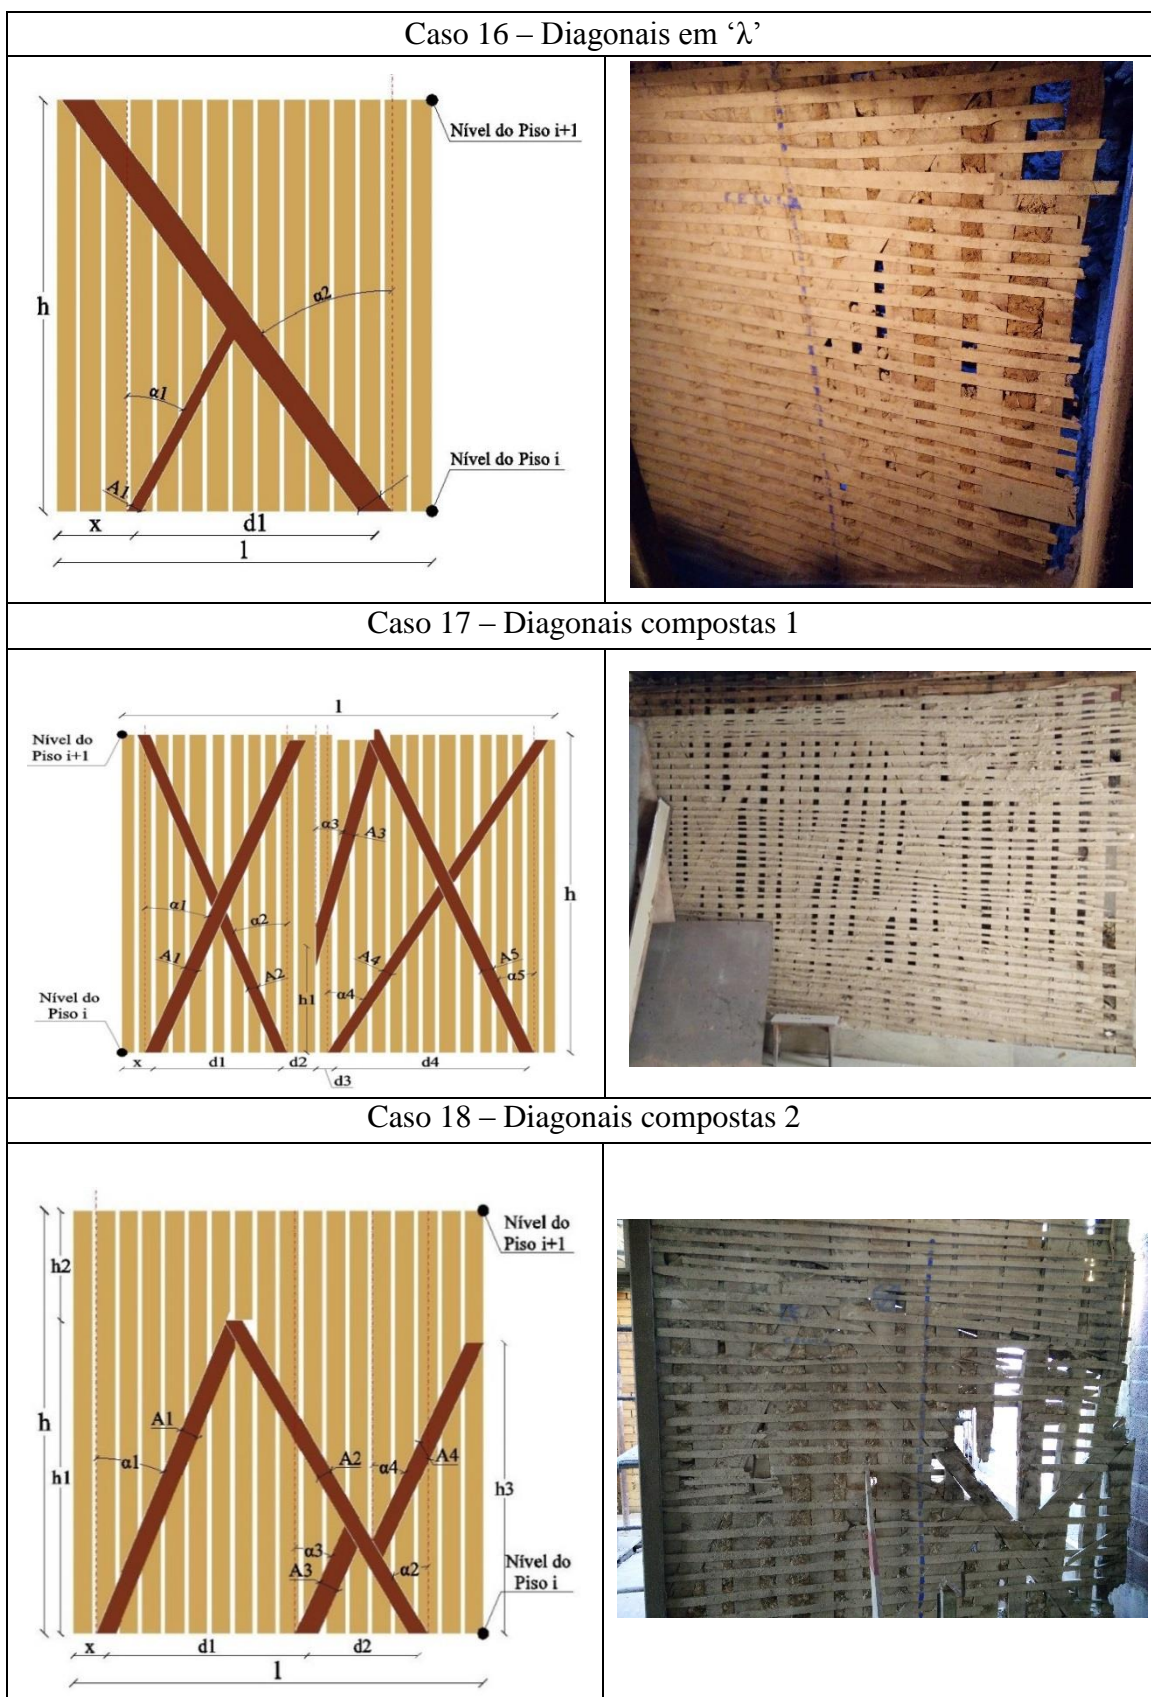 Caso 16 – Diagonais em ‘λ’
Nível do Piso i+1
h
α2
α1
Nível do Piso i
A1
x
d1
l
Caso 17 – Diagonais compostas 1
l
Nível do
Piso i+1
α3
A3
h
α1
α2
A1
A2
A4
A5
h1
α4
α5
Nível do
Piso i
x
d1
d2
d4
d3
Caso 18 – Diagonais compostas 2
Nível do
Piso i+1
h2
h
A1
α1
A2
α4
A4
h1
h3
α3
A3
α2
Nível do
Piso i
x
d1
d2
l